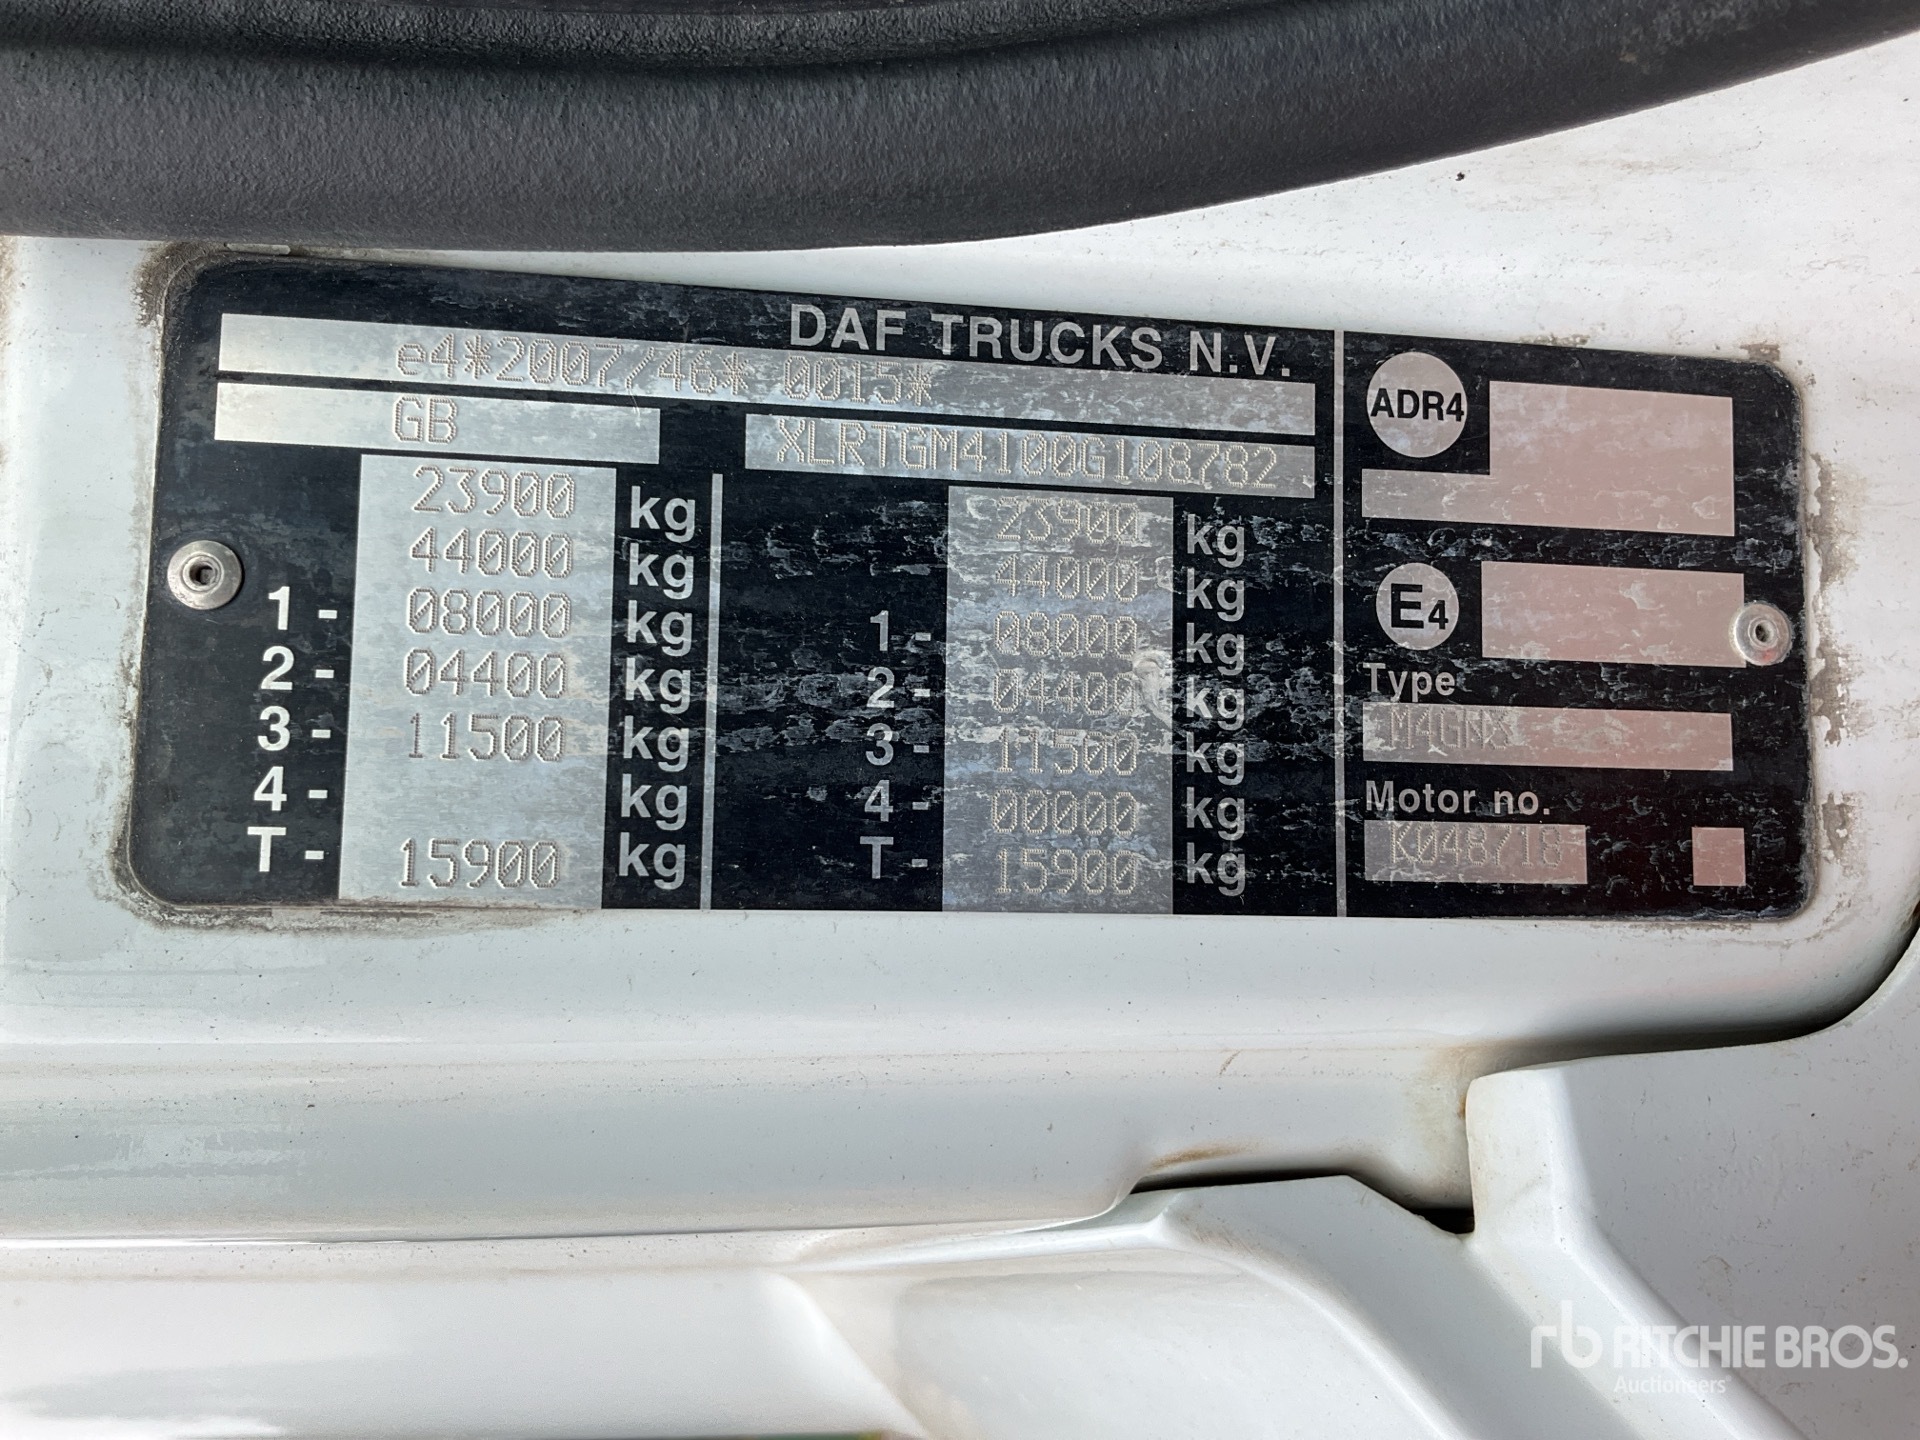 DAF TRUCKS N.V.
e4*2007/46* 0015*
GB XLRTGM4100G108782
23900 kg 23900 kg
44000 kg 44000 kg
1- 08000 kg 1- 08000 kg
2- 04400 kg 2- 04400 kg
3- 11500 kg 3- 11500 kg
4- kg 4- 00000 kg
T- 15900 kg T- 15900 kg
ADR4
E4
Type
M4GN3
Motor no.
K048718
rb RITCHIE BROS.
Auctioneers